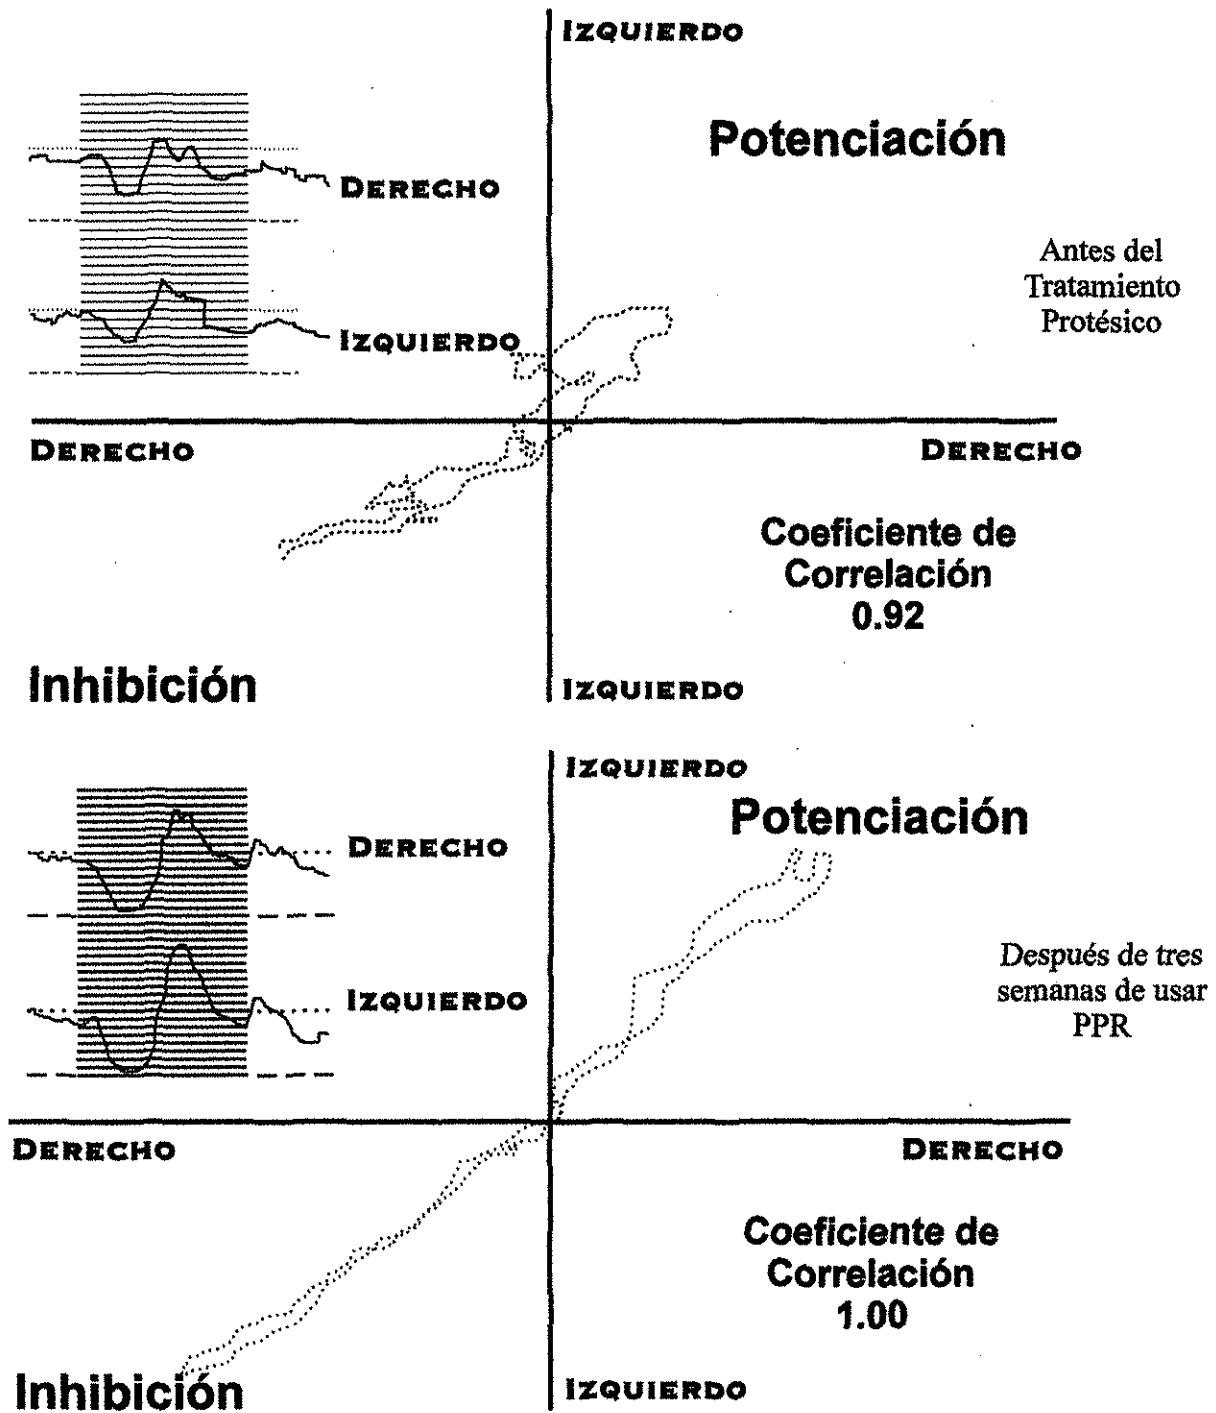 IZQUIERDO
Potenciación
DERECHO
Antes del
Tratamiento
Protésico
IZQUIERDO
DERECHO
DERECHO
Coeficiente de
Correlación
0.92
Inhibición
IZQUIERDO
IZQUIERDO
Potenciación
DERECHO
Después de tres
semanas de usar
PPR
IZQUIERDO
DERECHO
DERECHO
Coeficiente de
Correlación
1.00
Inhibición
IZQUIERDO